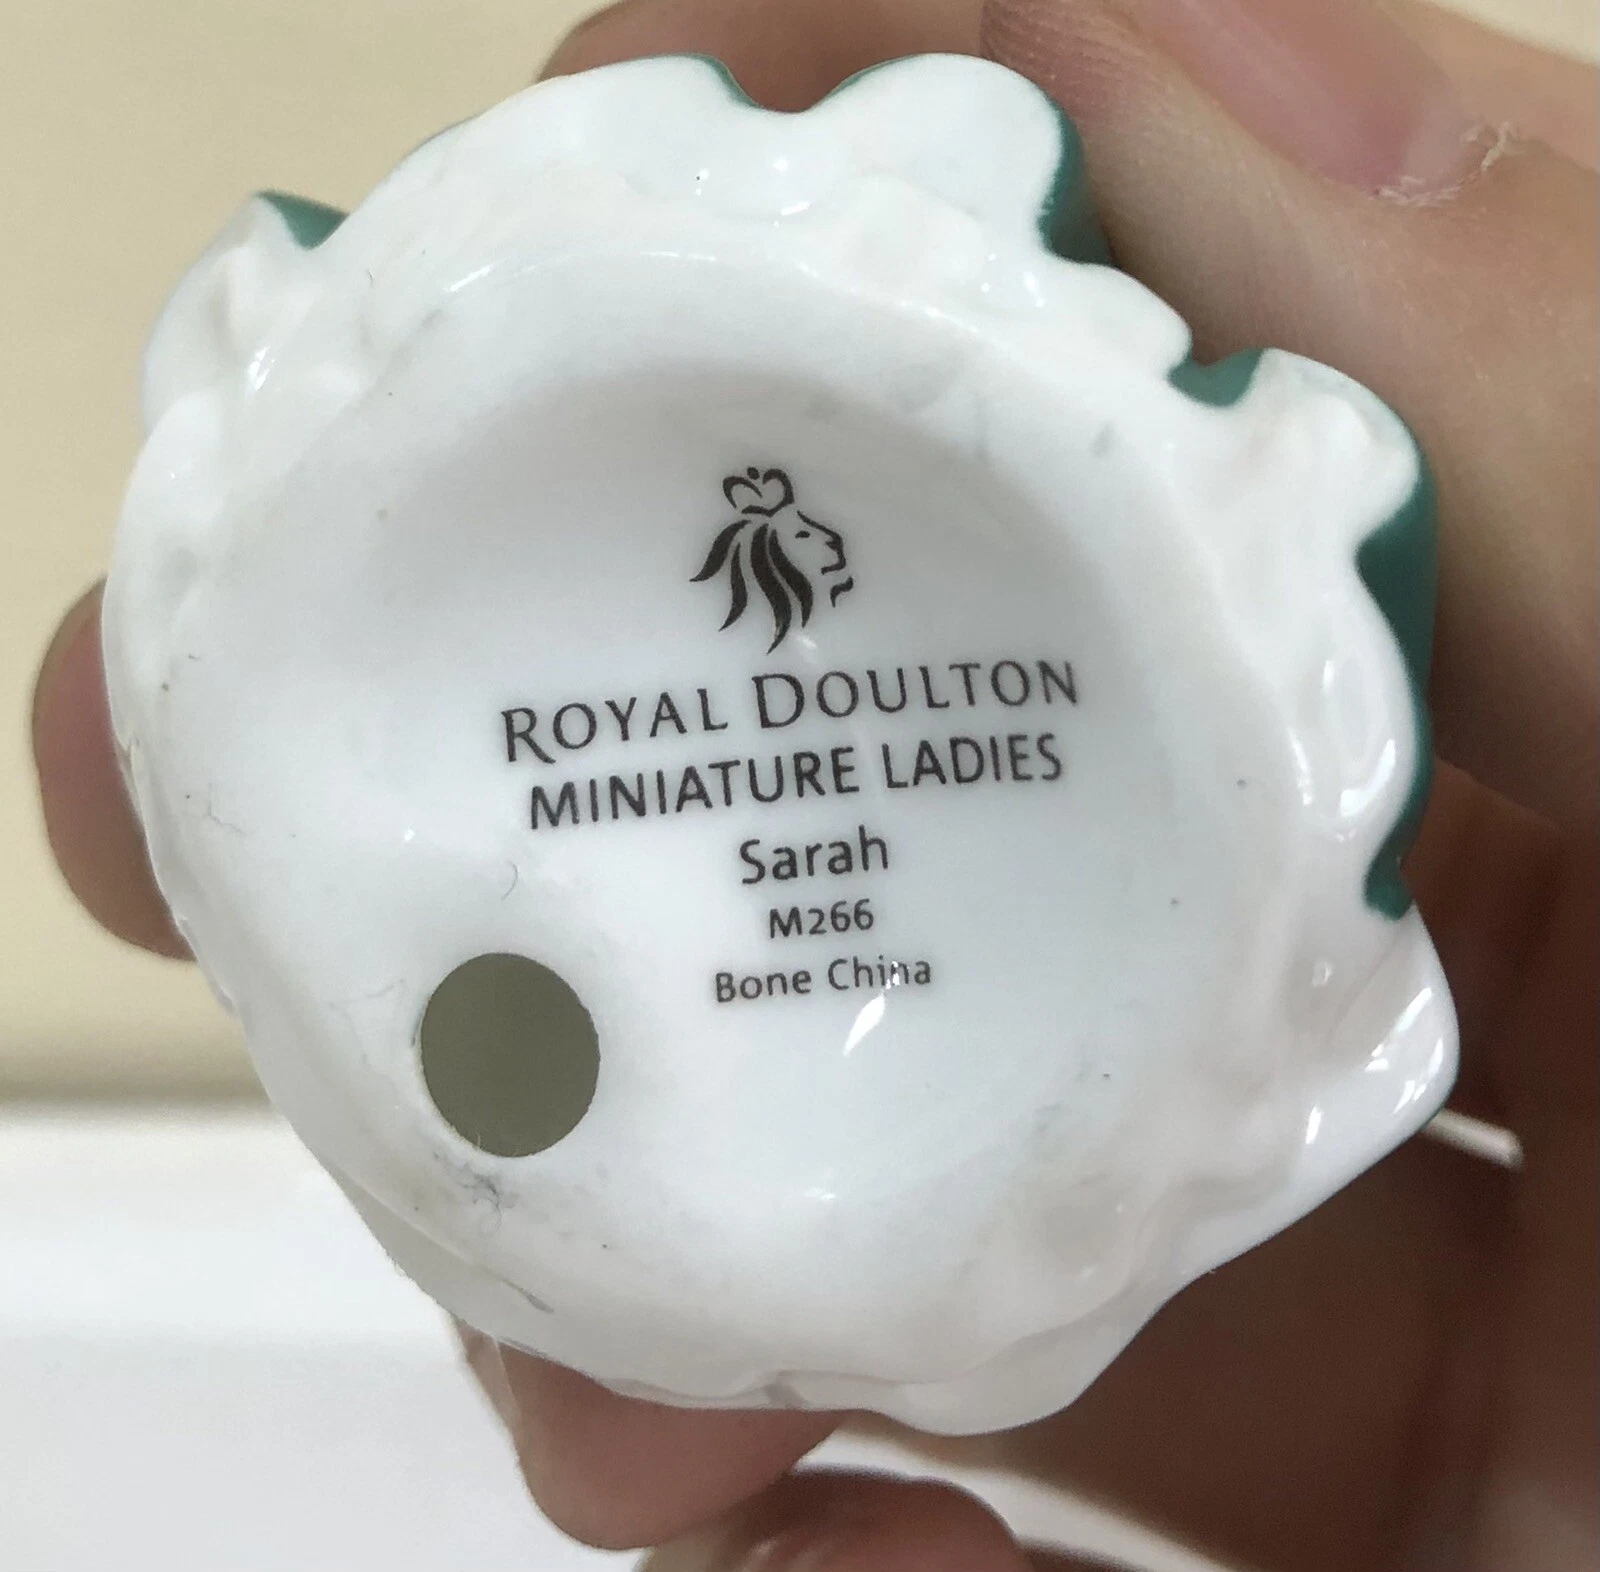 ROYAL DOULTON
MINIATURE LADIES
Sarah
M266
Bone China